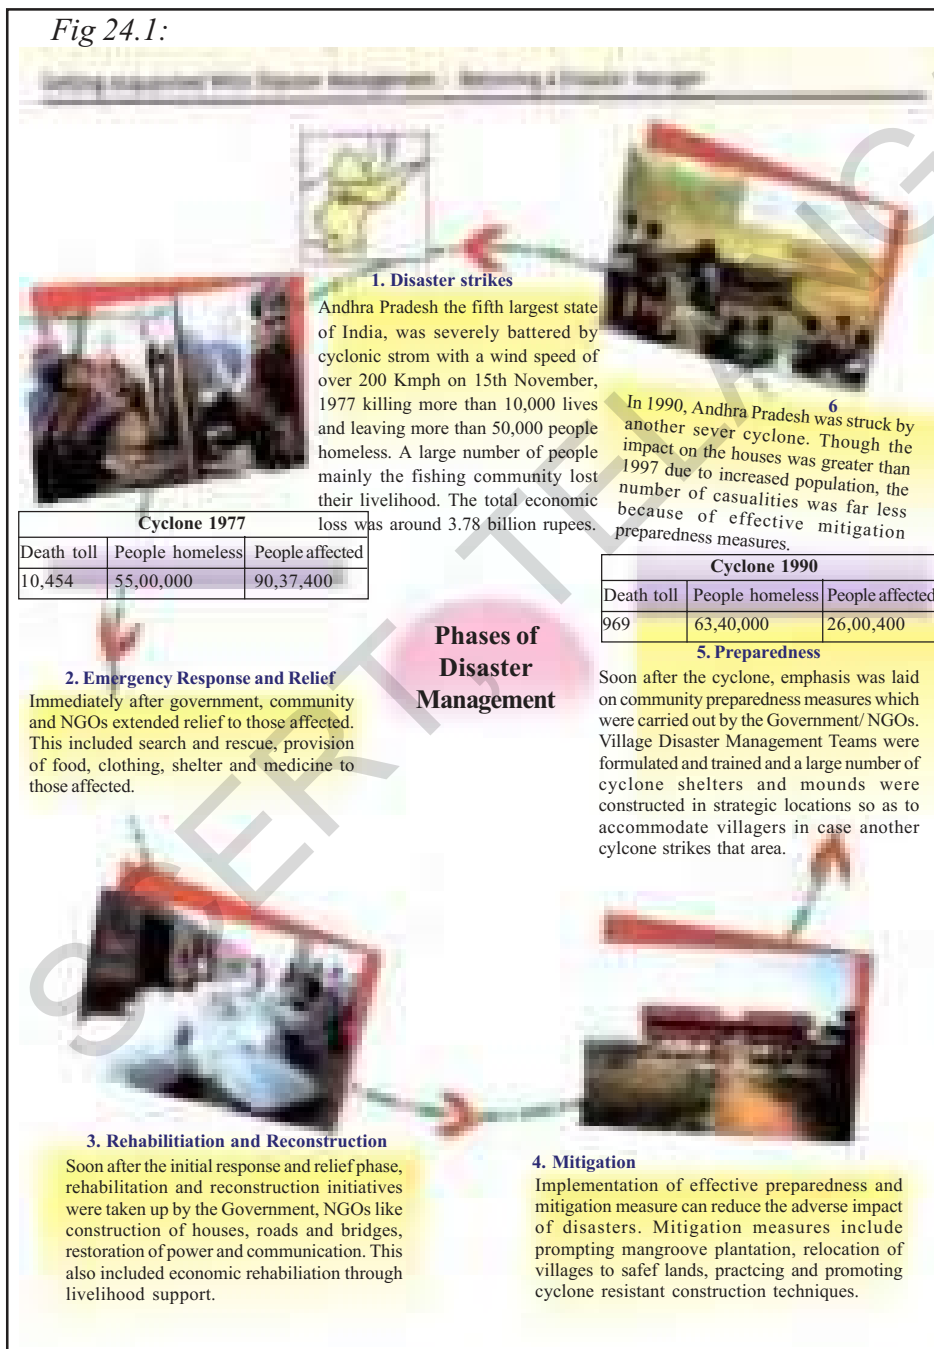 Fig 24.1:
Getting Acquainted With Disaster Management - Becoming a Disaster Manager
1. Disaster strikes
Andhra Pradesh the fifth largest state
of India, was severely battered by
cyclonic strom with a wind speed of
over 200 Kmph on 15th November,
1977 killing more than 10,000 lives
and leaving more than 50,000 people
homeless. A large number of people
mainly the fishing community lost
their livelihood. The total economic
loss was around 3.78 billion rupees.
Cyclone 1977
Death toll People homeless People affected
10,454 55,00,000 90,37,400
2. Emergency Response and Relief
Immediately after government, community
and NGOs extended relief to those affected.
This included search and rescue, provision
of food, clothing, shelter and medicine to
those affected.
3. Rehabilitiation and Reconstruction
Soon after the initial response and relief phase,
rehabilitation and reconstruction initiatives
were taken up by the Government, NGOs like
construction of houses, roads and bridges,
restoration of power and communication. This
also included economic rehabiliation through
livelihood support.
4. Mitigation
Implementation of effective preparedness and
mitigation measure can reduce the adverse impact
of disasters. Mitigation measures include
prompting mangroove plantation, relocation of
villages to safef lands, practcing and promoting
cyclone resistant construction techniques.
5. Preparedness
Soon after the cyclone, emphasis was laid
on community preparedness measures which
were carried out by the Government/ NGOs.
Village Disaster Management Teams were
formulated and trained and a large number of
cyclone shelters and mounds were
constructed in strategic locations so as to
accommodate villagers in case another
cylcone strikes that area.
6
In 1990, Andhra Pradesh was struck by
another sever cyclone. Though the
impact on the houses was greater than
1997 due to increased population, the
number of casualities was far less
because of effective mitigation
preparedness measures.
Cyclone 1990
Death toll People homeless People affected
969 63,40,000 26,00,400
Phases of
Disaster
Management
SCERT, TELANG